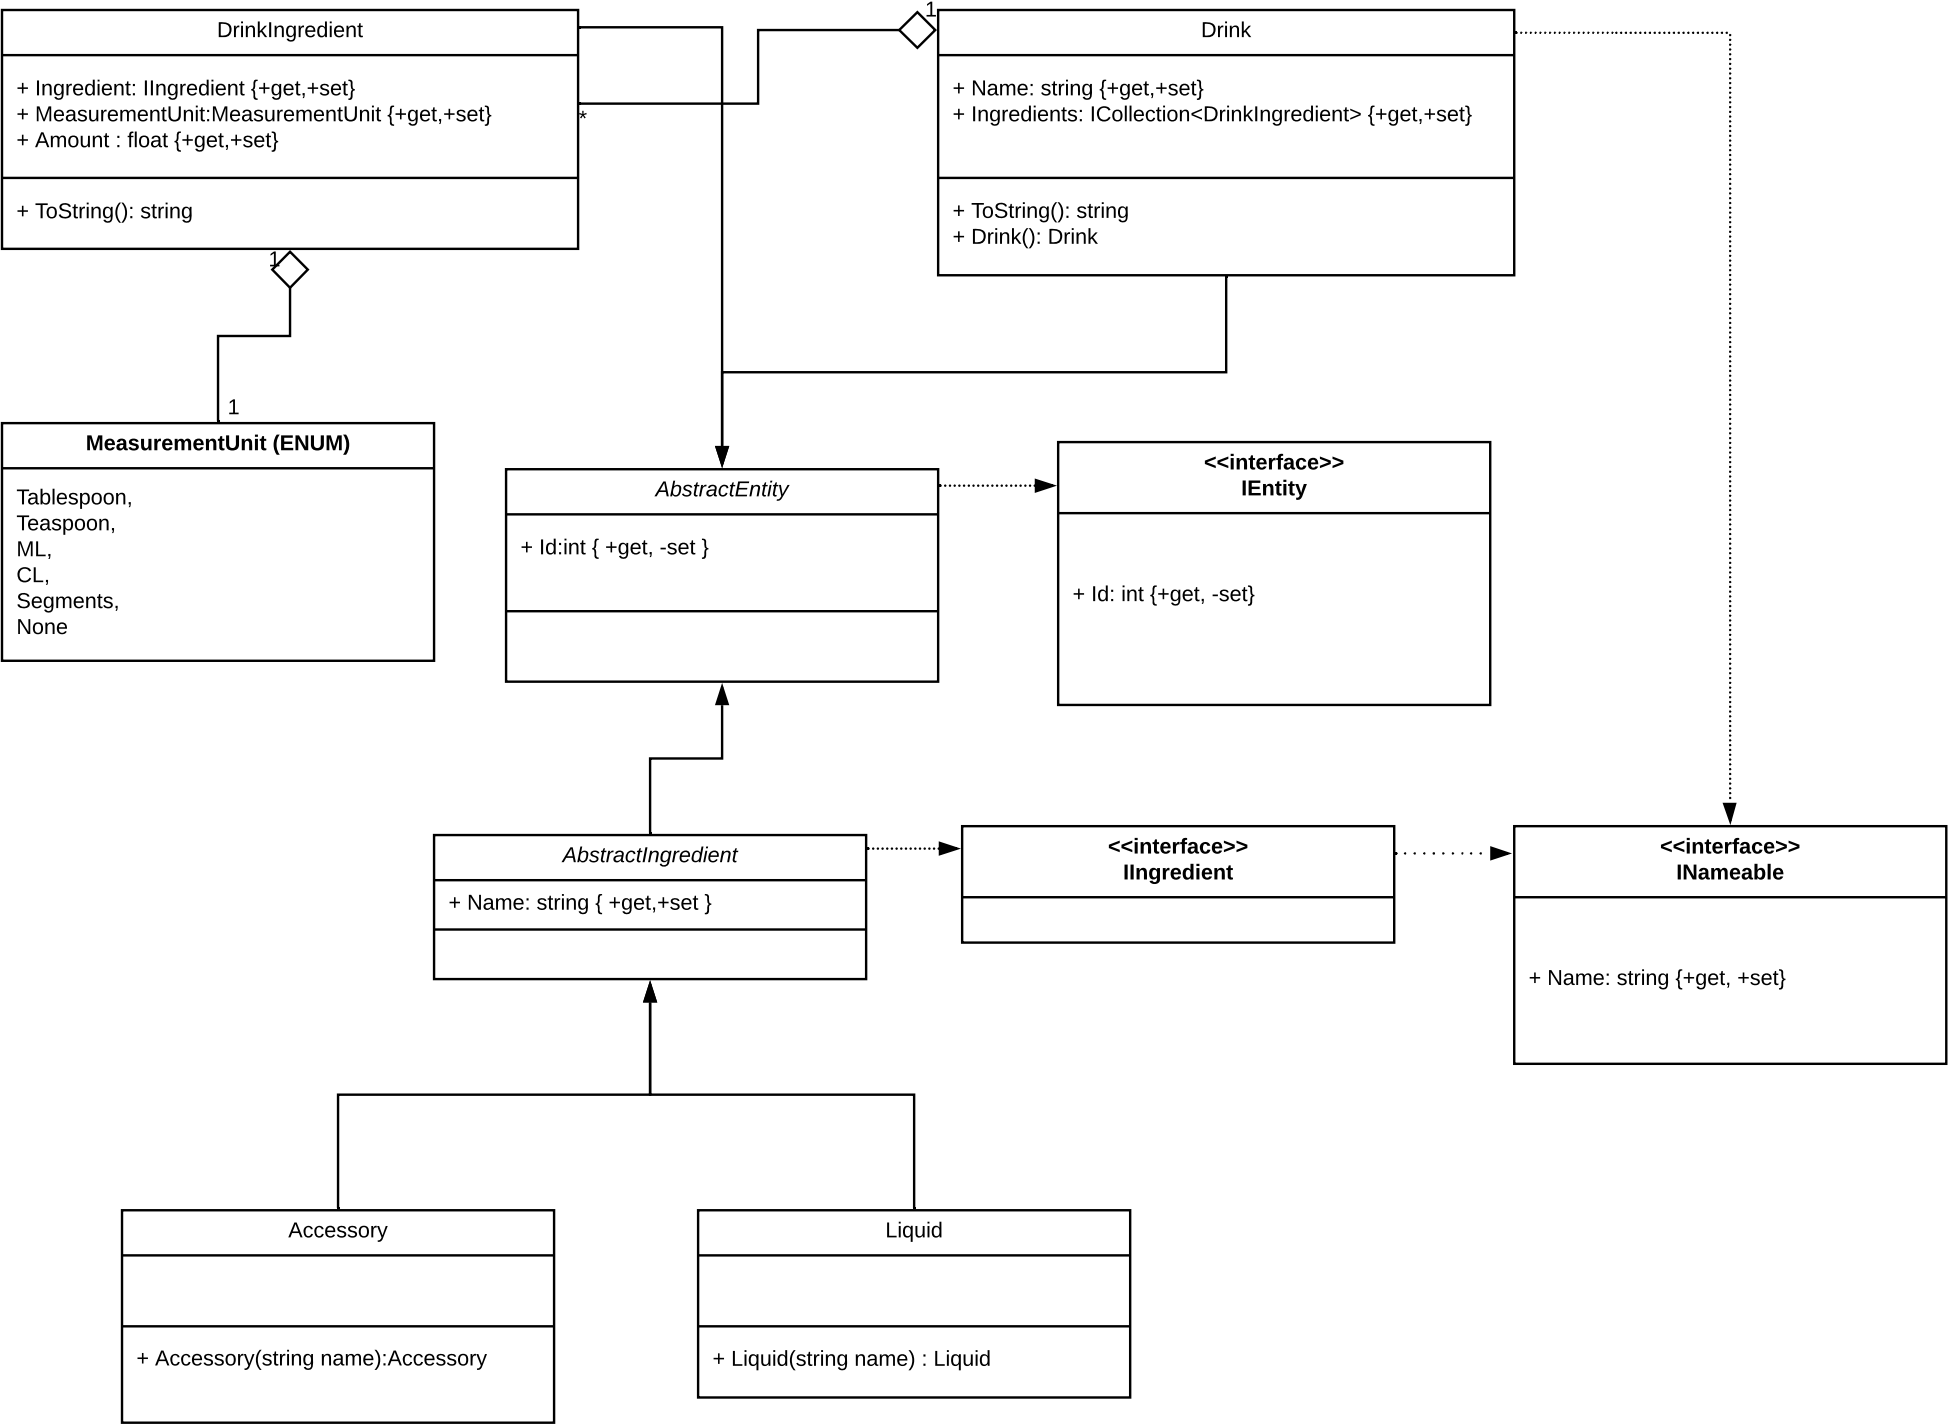 DrinkIngredient
+ Ingredient: IIngredient {+get,+set}
+ MeasurementUnit:MeasurementUnit {+get,+set}
+ Amount : float {+get,+set}
+ ToString(): string
*
1
Drink
+ Name: string {+get,+set}
+ Ingredients: ICollection<DrinkIngredient> {+get,+set}
+ ToString(): string
+ Drink(): Drink
1
1
MeasurementUnit (ENUM)
Tablespoon,
Teaspoon,
ML,
CL,
Segments,
None
AbstractEntity
+ Id:int { +get, -set }
<<interface>>
IEntity
+ Id: int {+get, -set}
AbstractIngredient
+ Name: string { +get,+set }
<<interface>>
IIngredient
<<interface>>
INameable
+ Name: string {+get, +set}
Accessory
+ Accessory(string name):Accessory
Liquid
+ Liquid(string name) : Liquid